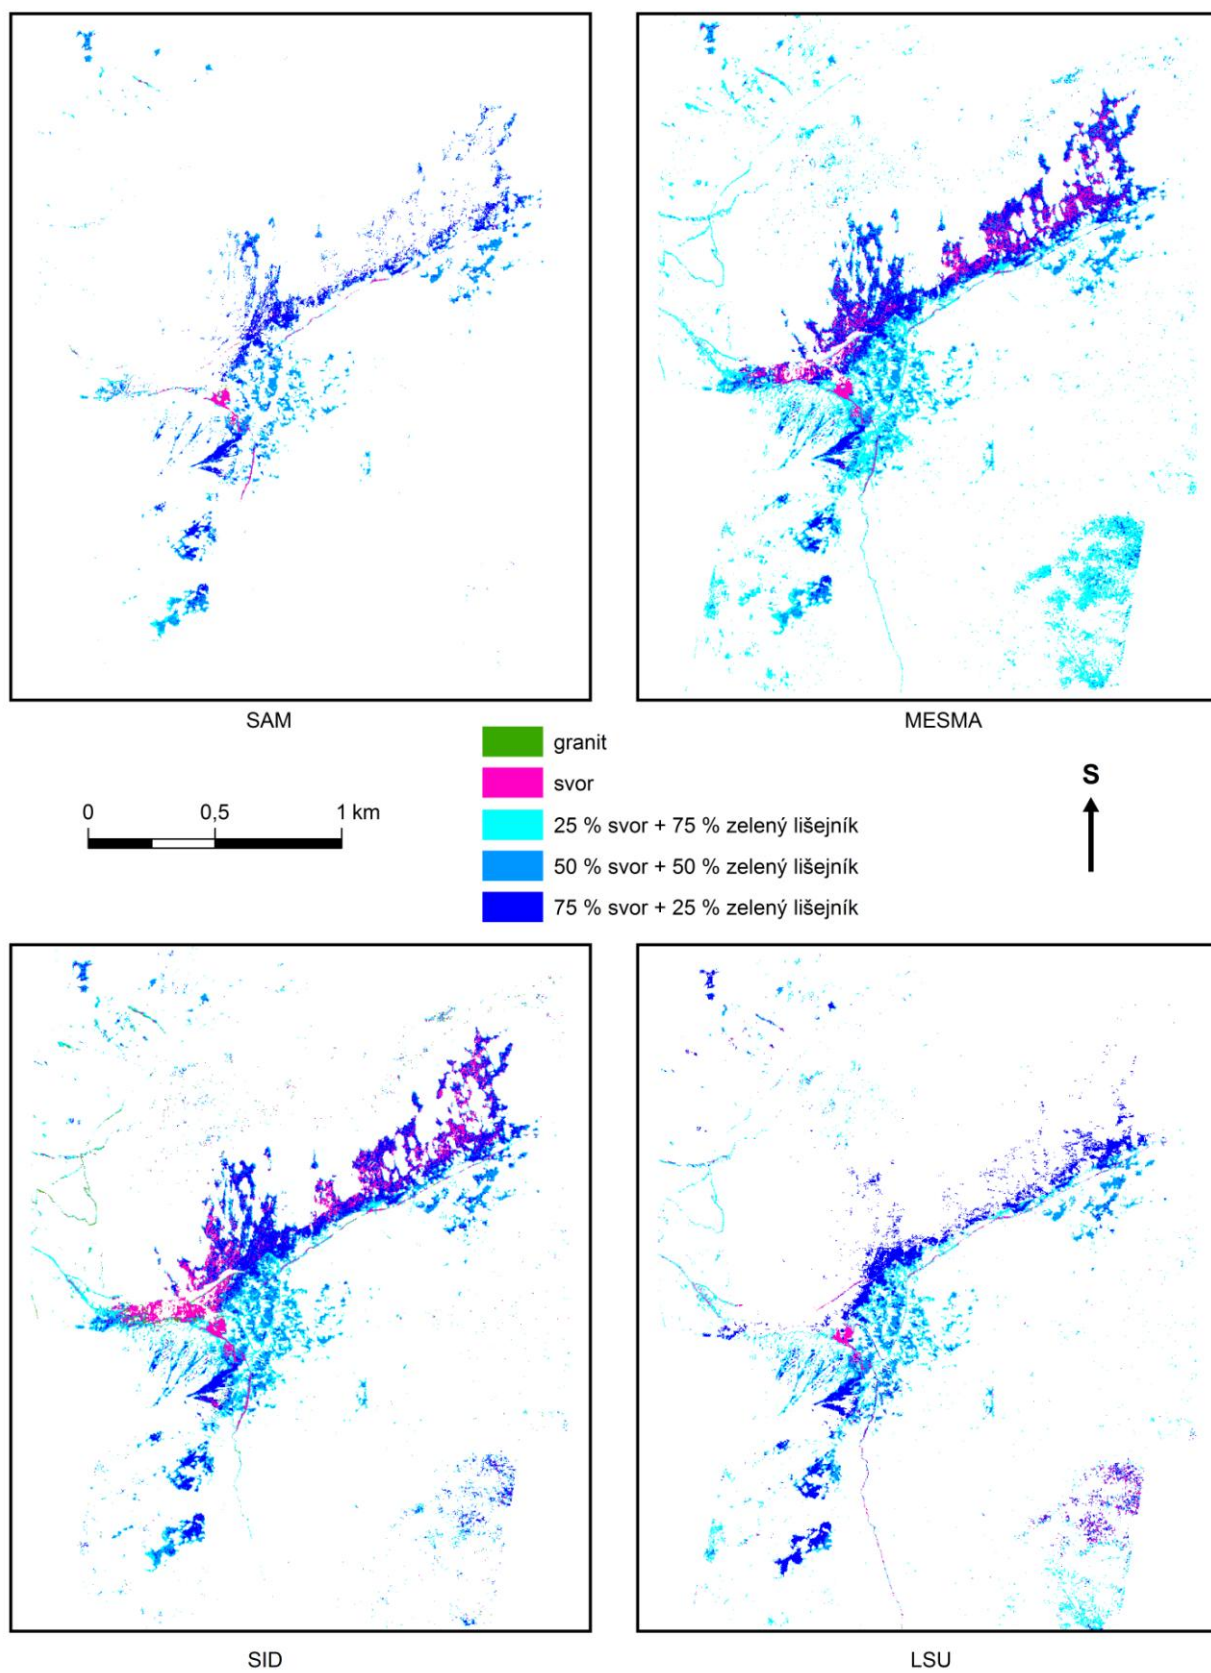 SAM
MESMA
granit
svor
25 % svor + 75 % zelený lišejník
50 % svor + 50 % zelený lišejník
75 % svor + 25 % zelený lišejník
0 0,5 1 km
S
SID
LSU